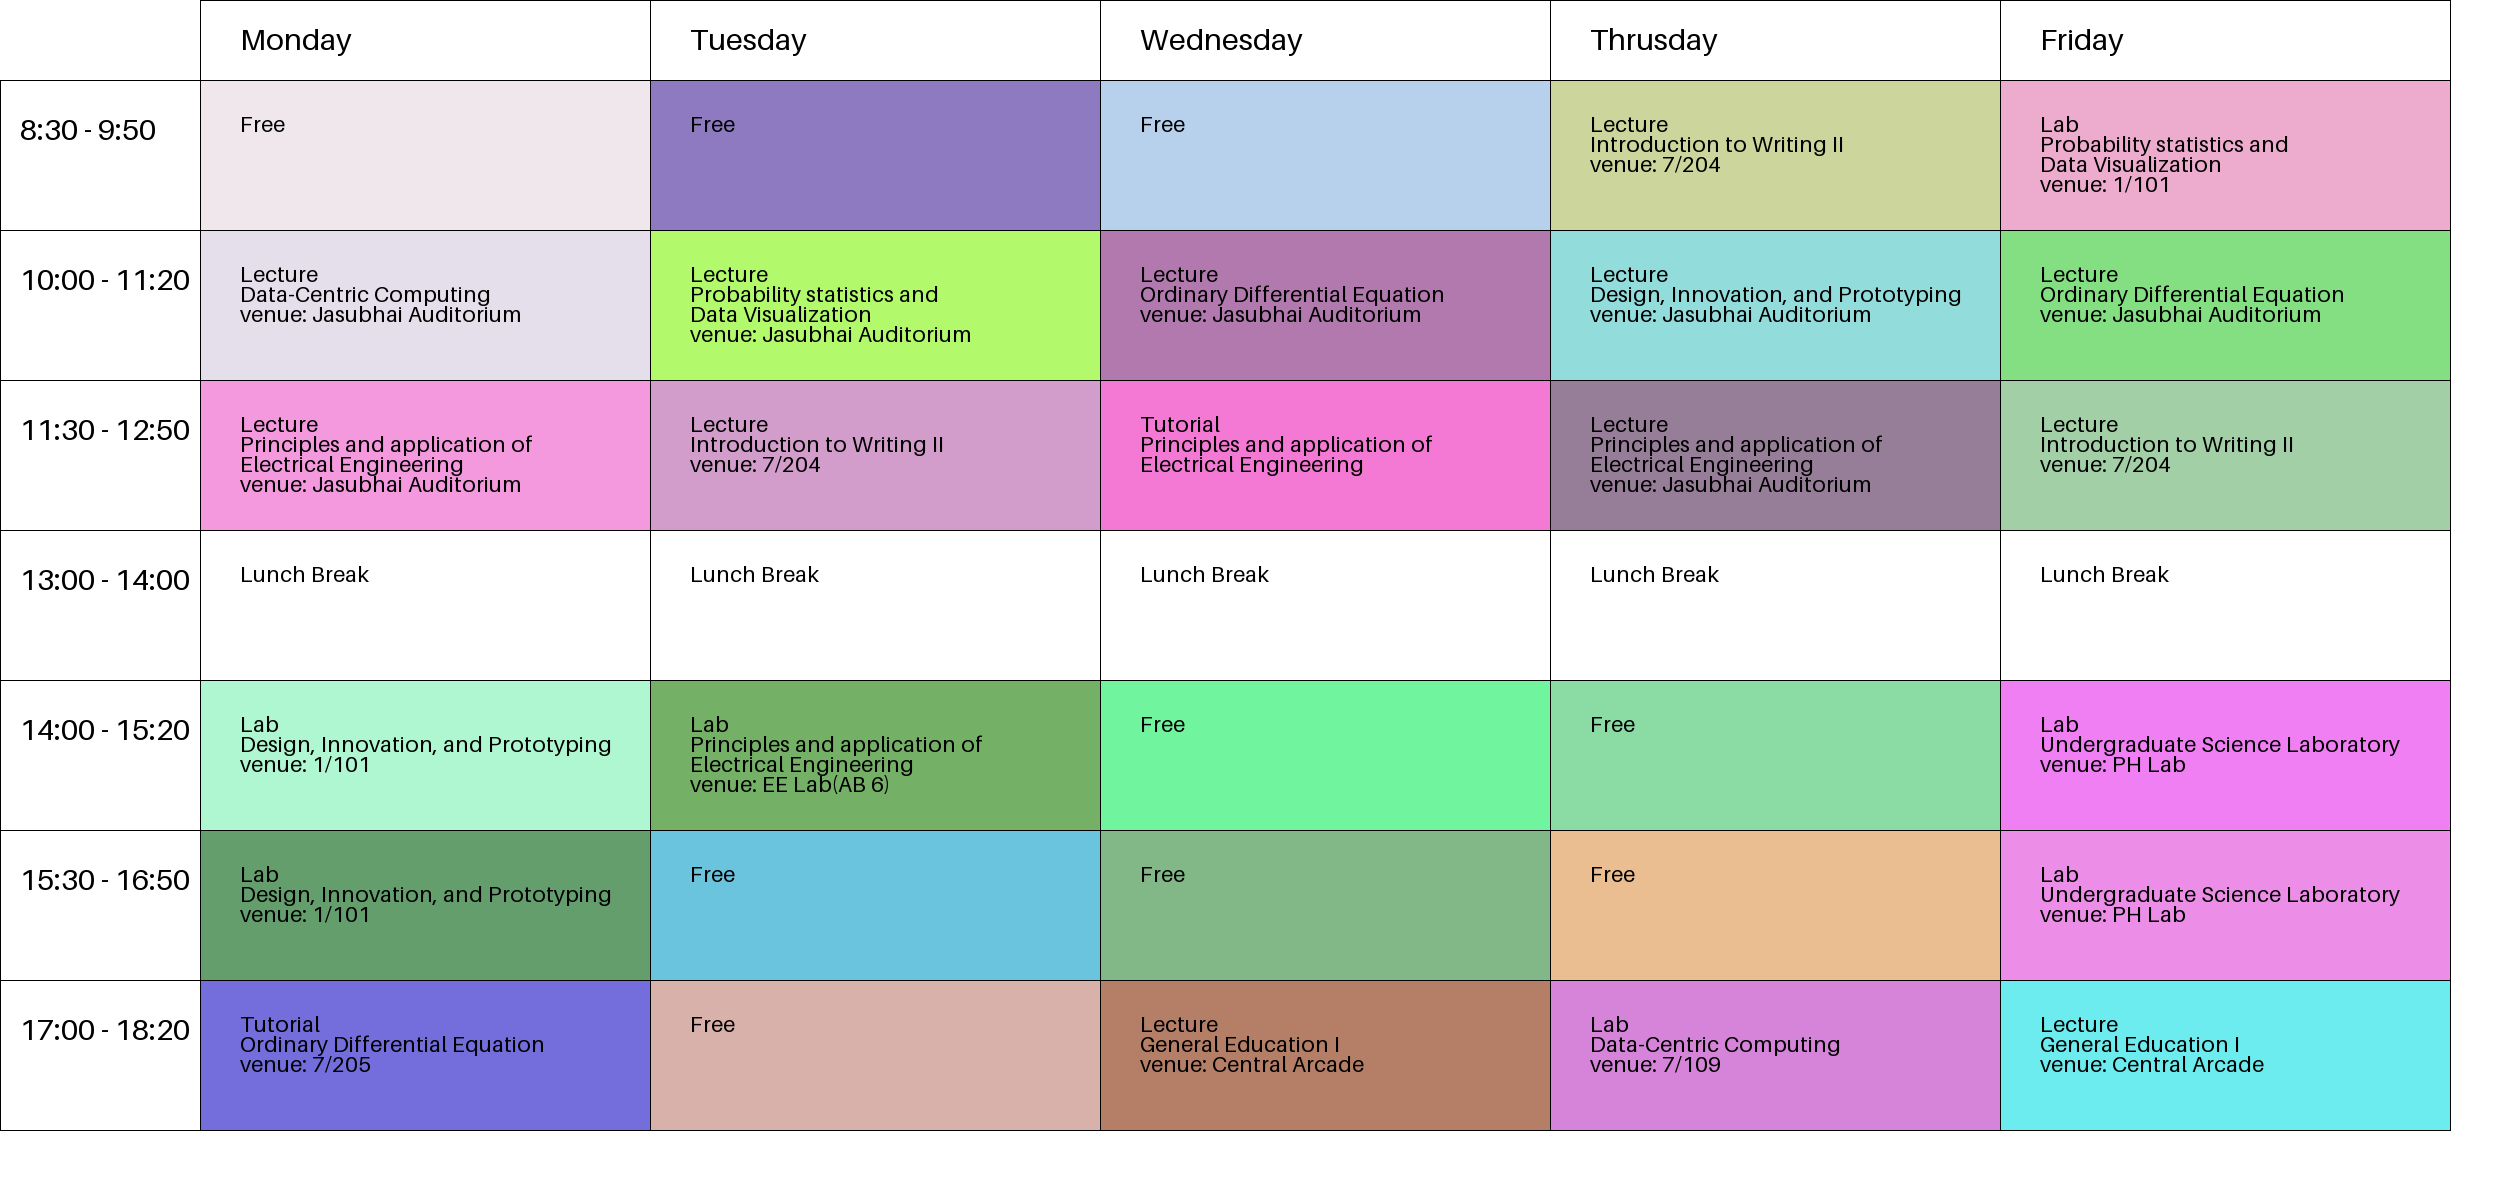 Monday
Tuesday
Wednesday
Thrusday
Friday
8:30 - 9:50
Free
Free
Free
Lecture
Introduction to Writing II
venue: 7/204
Lab
Probability statistics and
Data Visualization
venue: 1/101
10:00 - 11:20
Lecture
Data-Centric Computing
venue: Jasubhai Auditorium
Lecture
Probability statistics and
Data Visualization
venue: Jasubhai Auditorium
Lecture
Ordinary Differential Equation
venue: Jasubhai Auditorium
Lecture
Design, Innovation, and Prototyping
venue: Jasubhai Auditorium
Lecture
Ordinary Differential Equation
venue: Jasubhai Auditorium
11:30 - 12:50
Lecture
Principles and application of
Electrical Engineering
venue: Jasubhai Auditorium
Lecture
Introduction to Writing II
venue: 7/204
Tutorial
Principles and application of
Electrical Engineering
Lecture
Principles and application of
Electrical Engineering
venue: Jasubhai Auditorium
Lecture
Introduction to Writing II
venue: 7/204
13:00 - 14:00
Lunch Break
Lunch Break
Lunch Break
Lunch Break
Lunch Break
14:00 - 15:20
Lab
Design, Innovation, and Prototyping
venue: 1/101
Lab
Principles and application of
Electrical Engineering
venue: EE Lab(AB 6)
Free
Free
Lab
Undergraduate Science Laboratory
venue: PH Lab
15:30 - 16:50
Lab
Design, Innovation, and Prototyping
venue: 1/101
Free
Free
Free
Lab
Undergraduate Science Laboratory
venue: PH Lab
17:00 - 18:20
Tutorial
Ordinary Differential Equation
venue: 7/205
Free
Lecture
General Education I
venue: Central Arcade
Lab
Data-Centric Computing
venue: 7/109
Lecture
General Education I
venue: Central Arcade